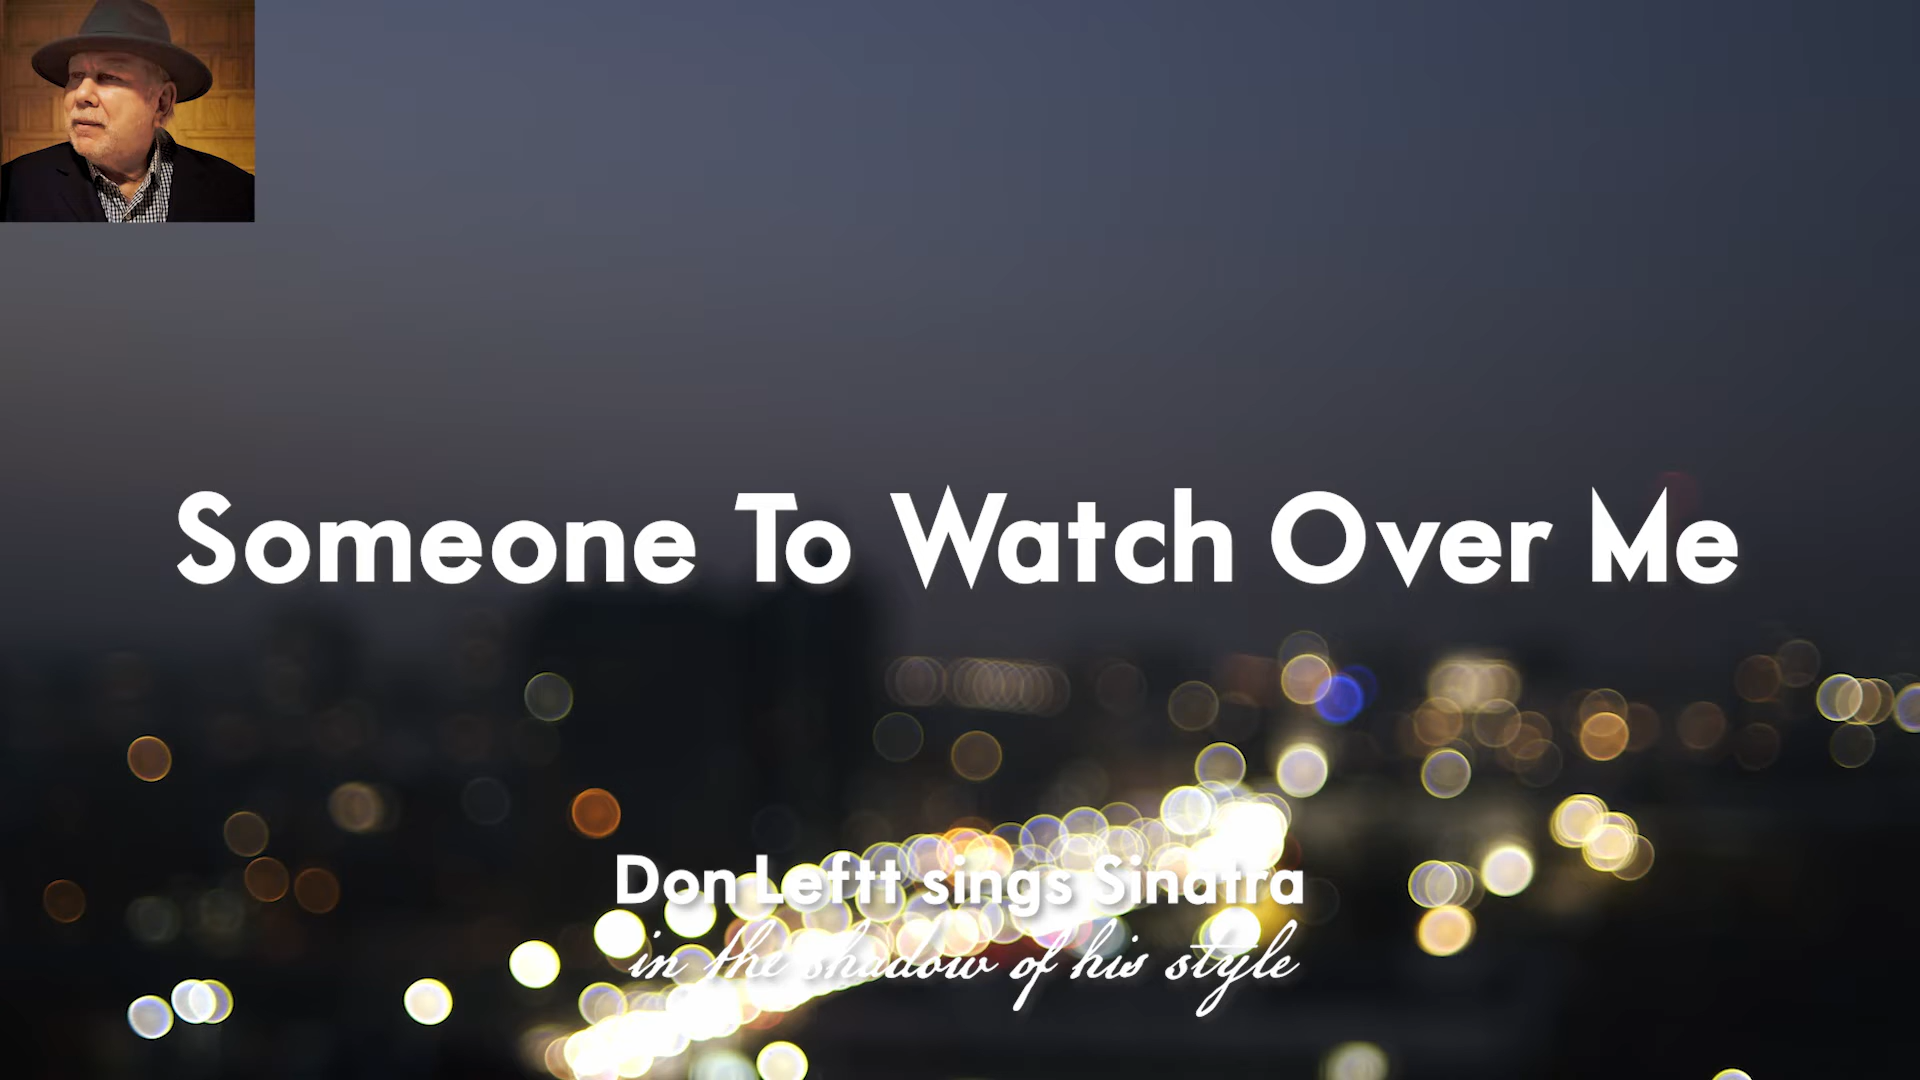 Someone To Watch Over Me
Don Leftt sings Sinatra
in the shadow of his style